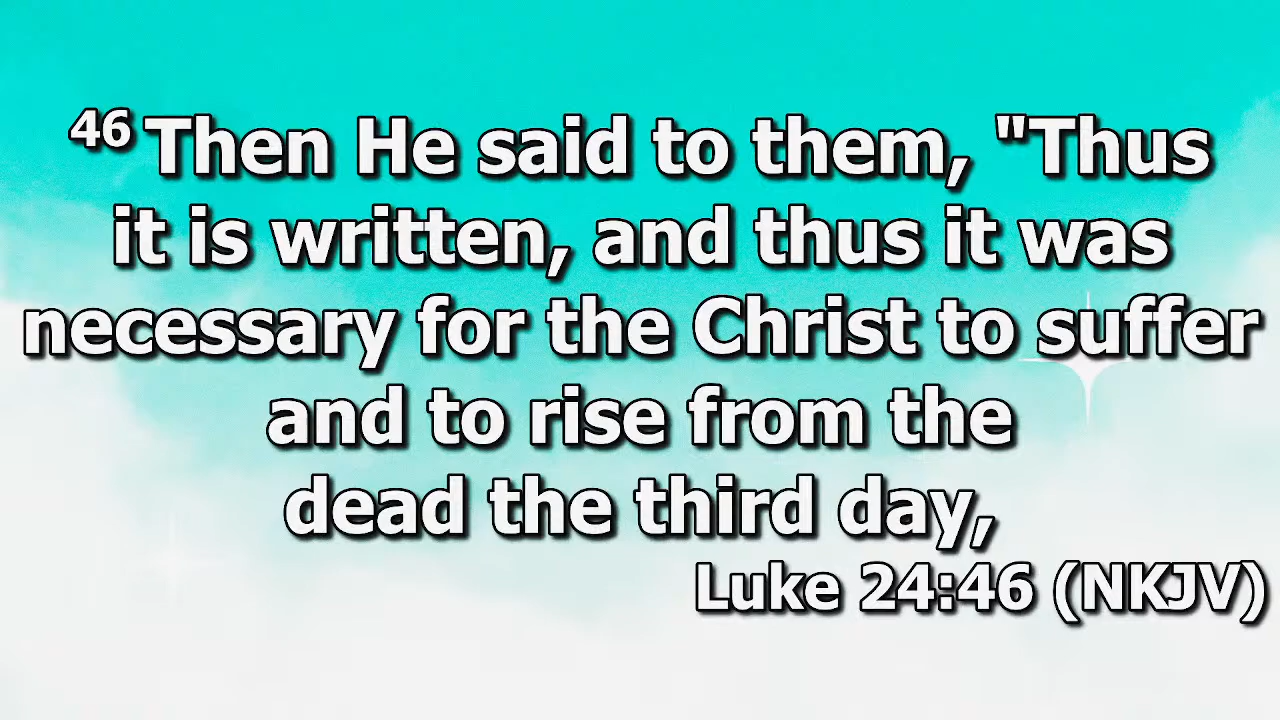 46 Then He said to them, "Thus
it is written, and thus it was
necessary for the Christ to suffer
and to rise from the
dead the third day,
Luke 24:46 (NKJV)